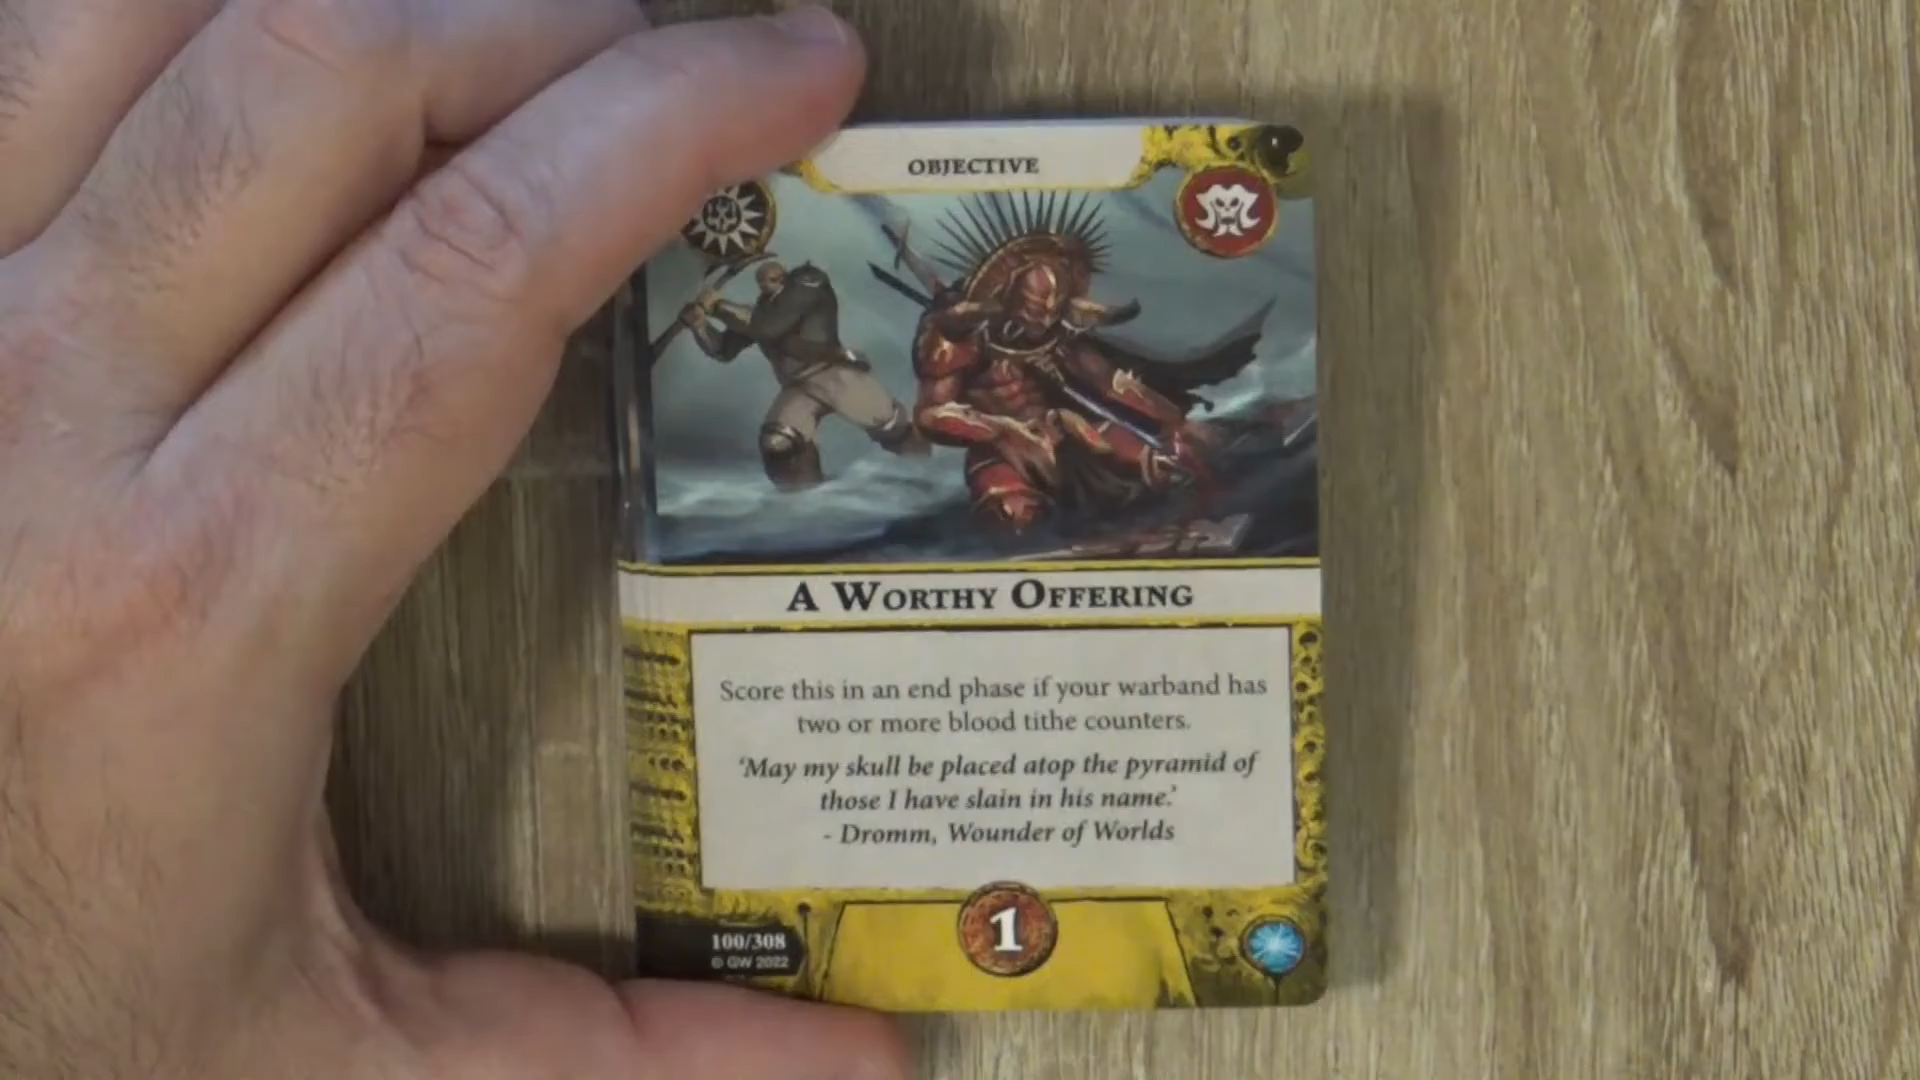 OBJECTIVE
A WORTHY OFFERING
Score this in an end phase if your warband has
two or more blood tithe counters.
‘May my skull be placed atop the pyramid of
those I have slain in his name.’
- Dromm, Wounder of Worlds
1
100/308
© GW 2022